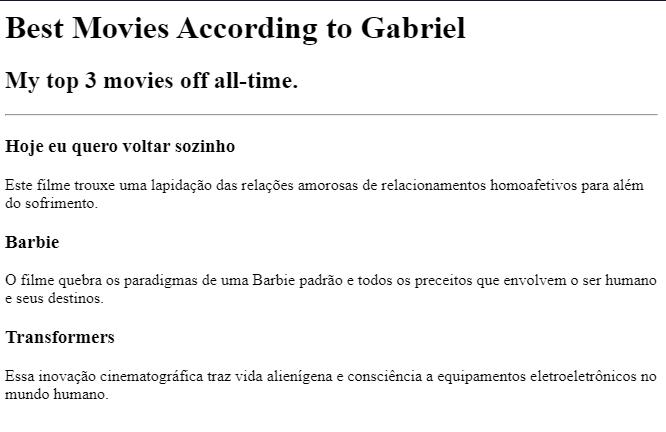 Best Movies According to Gabriel
My top 3 movies off all-time.
Hoje eu quero voltar sozinho
Este filme trouxe uma lapidação das relações amorosas de relacionamentos homoafetivos para além
do sofrimento.
Barbie
O filme quebra os paradigmas de uma Barbie padrão e todos os preceitos que envolvem o ser humano
e seus destinos.
Transformers
Essa inovação cinematográfica traz vida alienígena e consciência a equipamentos eletroeletrônicos no
mundo humano.